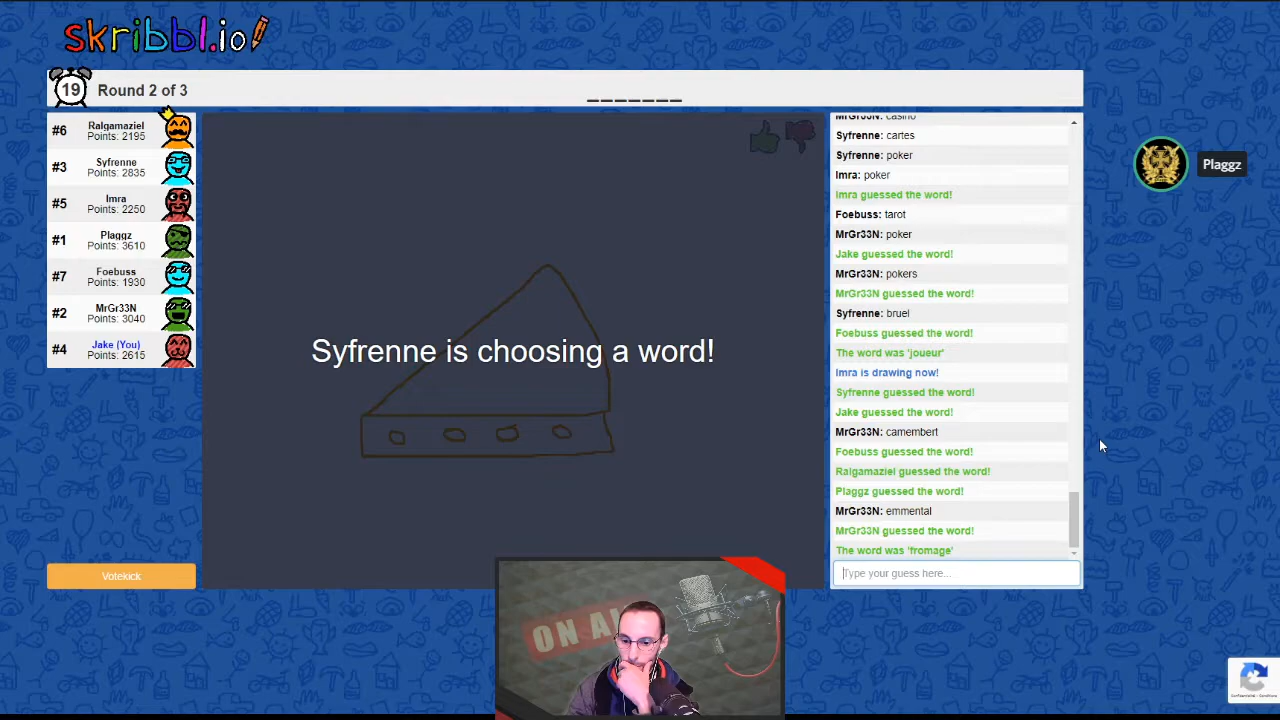 skribbl.io!
19
Round 2 of 3
_______
#6 Ralgamaziel
Points: 2195
#3 Syfrenne
Points: 2835
#5 Imra
Points: 2250
#1 Plaggz
Points: 3610
#7 Foebuss
Points: 1930
#2 MrGr33N
Points: 3040
#4 Jake (You)
Points: 2615
Votekick
Syfrenne is choosing a word!
MrGr33N: casino
Syfrenne: cartes
Syfrenne: poker
Imra: poker
Imra guessed the word!
Foebuss: tarot
MrGr33N: poker
Jake guessed the word!
MrGr33N: pokers
MrGr33N guessed the word!
Syfrenne: bruel
Foebuss guessed the word!
The word was 'joueur'
Imra is drawing now!
Syfrenne guessed the word!
Jake guessed the word!
MrGr33N: camembert
Foebuss guessed the word!
Ralgamaziel guessed the word!
Plaggz guessed the word!
MrGr33N: emmental
MrGr33N guessed the word!
The word was 'fromage'
Type your guess here...
Plaggz
ON AI